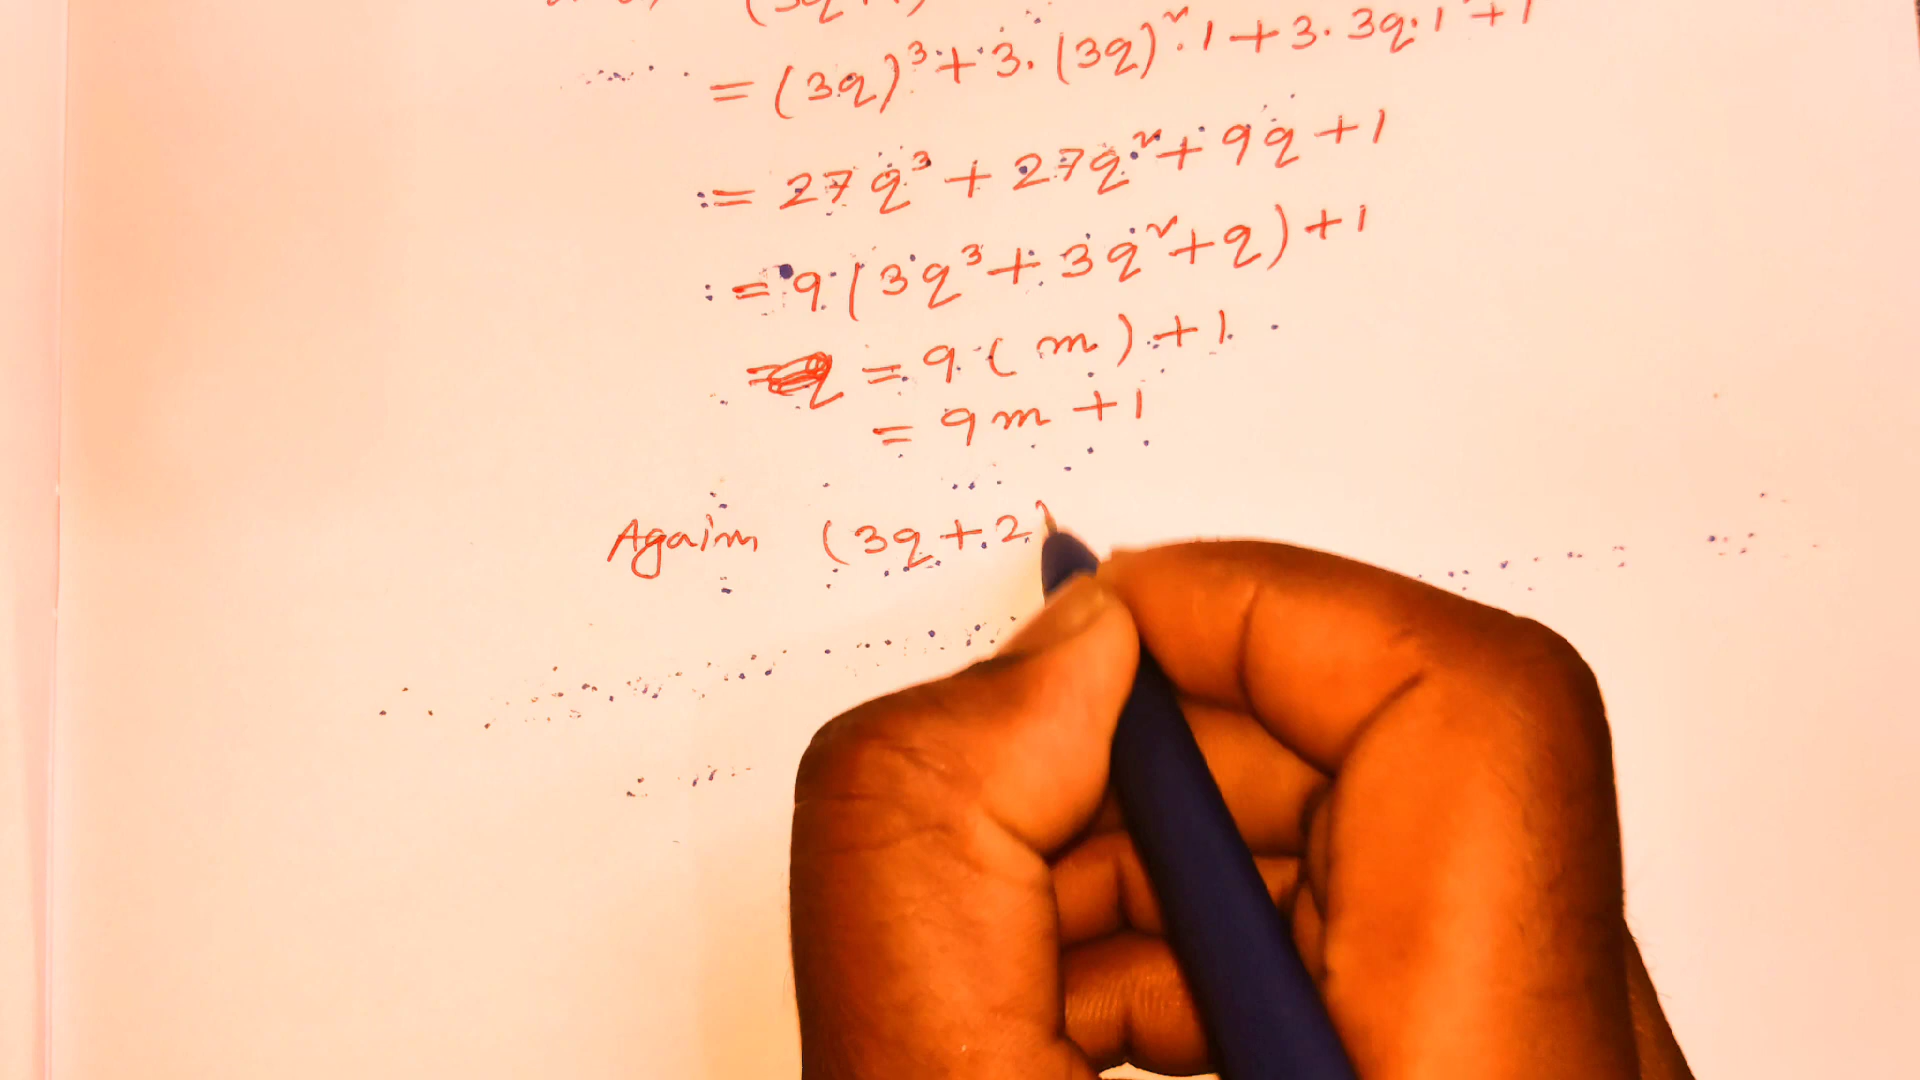 = (3q)³ + 3. (3q)². 1 + 3. 3q. 1² + 1
= 27q³ + 27q² + 9q + 1
= 9 (3q³ + 3q² + q) + 1
= 9 ( m ) + 1
= 9m + 1
Again (3q + 2)